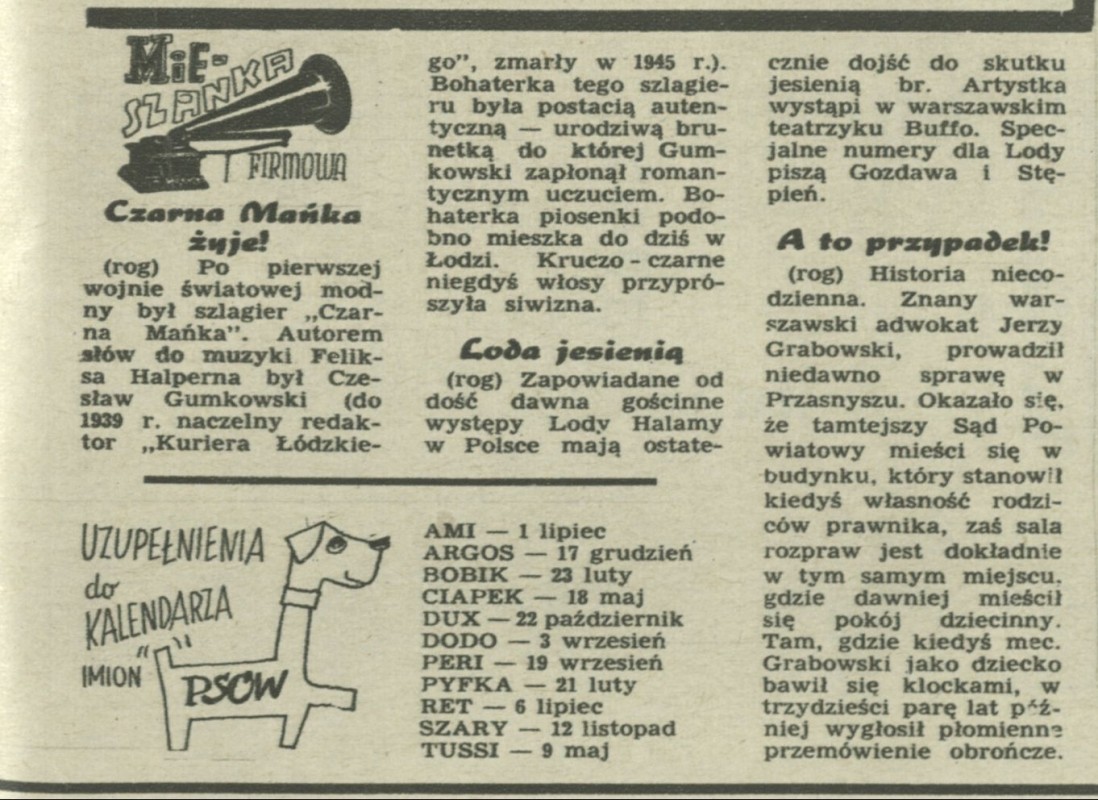 MiE-
SZANKA
FIRMOWA
Czarna Mańka
żyje!
(rog) Po pierwszej
wojnie światowej mod-
ny był szlagier „Czar-
na Mańka”. Autorem
słów do muzyki Felik-
sa Halperna był Cze-
sław Gumkowski (do
1939 r. naczelny redak-
tor „Kuriera Łódzkie-
go”, zmarły w 1945 r.).
Bohaterka tego szlagie-
ru była postacią auten-
tyczną — urodziwą bru-
netką do której Gum-
kowski zapłonął roman-
tycznym uczuciem. Bo-
haterka piosenki podo-
bno mieszka do dziś w
Łodzi. Kruczo - czarne
niegdyś włosy przypró-
szyła siwizna.
Loda jesienią
(rog) Zapowiadane od
dość dawna gościnne
występy Lody Halamy
w Polsce mają ostate-
cznie dojść do skutku
jesienią br. Artystka
wystąpi w warszawskim
teatrzyku Buffo. Spec-
jalne numery dla Lody
piszą Gozdawa i Stę-
pień.
A to przypadek!
(rog) Historia nieco-
dzienna. Znany war-
szawski adwokat Jerzy
Grabowski, prowadził
niedawno sprawę w
Przasnyszu. Okazało się,
że tamtejszy Sąd Po-
wiatowy mieści się w
budynku, który stanowił
kiedyś własność rodzi-
ców prawnika, zaś sala
rozpraw jest dokładnie
w tym samym miejscu,
gdzie dawniej mieścił
się pokój dziecinny.
Tam, gdzie kiedyś mec.
Grabowski jako dziecko
bawił się klockami, w
trzydzieści parę lat póź-
niej wygłosił płomienne
przemówienie obrończe.
UZUPEŁNIENIA
do
KALENDARZA
IMION
PSÓW
AMI — 1 lipiec
ARGOS — 17 grudzień
BOBIK — 23 luty
CIAPEK — 18 maj
DUX — 22 październik
DODO — 3 wrzesień
PERI — 19 wrzesień
PYFKA — 21 luty
RET — 6 lipiec
SZARY — 12 listopad
TUSSI — 9 maj